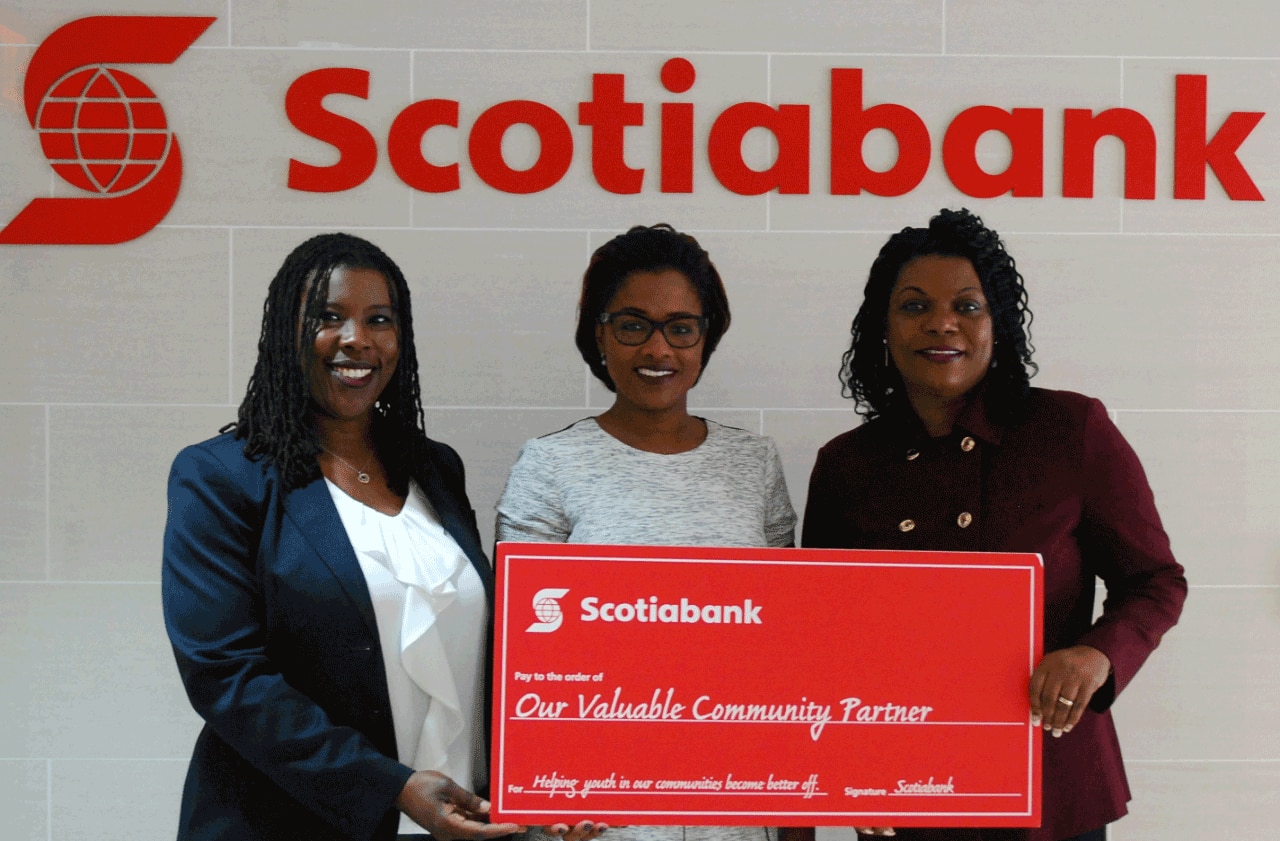 Scotiabank
Scotiabank
Pay to the order of
Our Valuable Community Partner
For Helping youth in our communities become better off. Signature Scotiabank